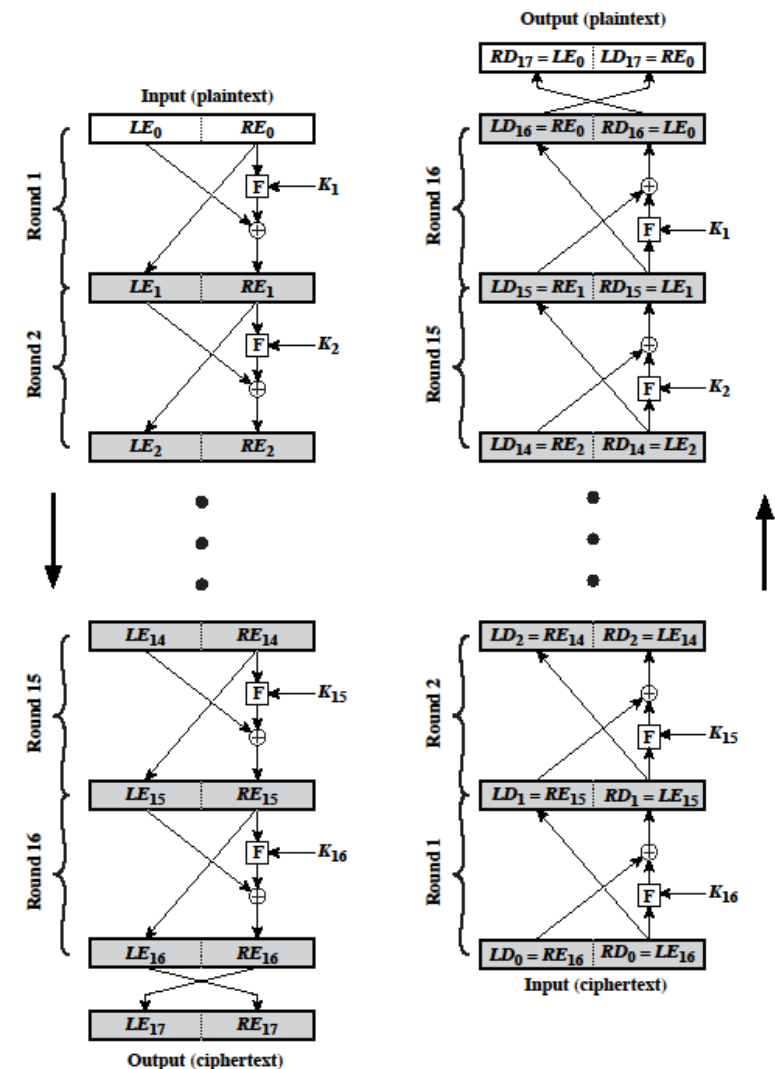 Input (plaintext)
LE0 RE0
Round 1
F
K1
LE1 RE1
Round 2
F
K2
LE2 RE2
LE14 RE14
Round 15
F
K15
LE15 RE15
Round 16
F
K16
LE16 RE16
LE17 RE17
Output (ciphertext)
Output (plaintext)
RD17 = LE0 LD17 = RE0
LD16 = RE0 RD16 = LE0
Round 16
F
K1
LD15 = RE1 RD15 = LE1
Round 15
F
K2
LD14 = RE2 RD14 = LE2
LD2 = RE14 RD2 = LE14
Round 2
F
K15
LD1 = RE15 RD1 = LE15
Round 1
F
K16
LD0 = RE16 RD0 = LE16
Input (ciphertext)